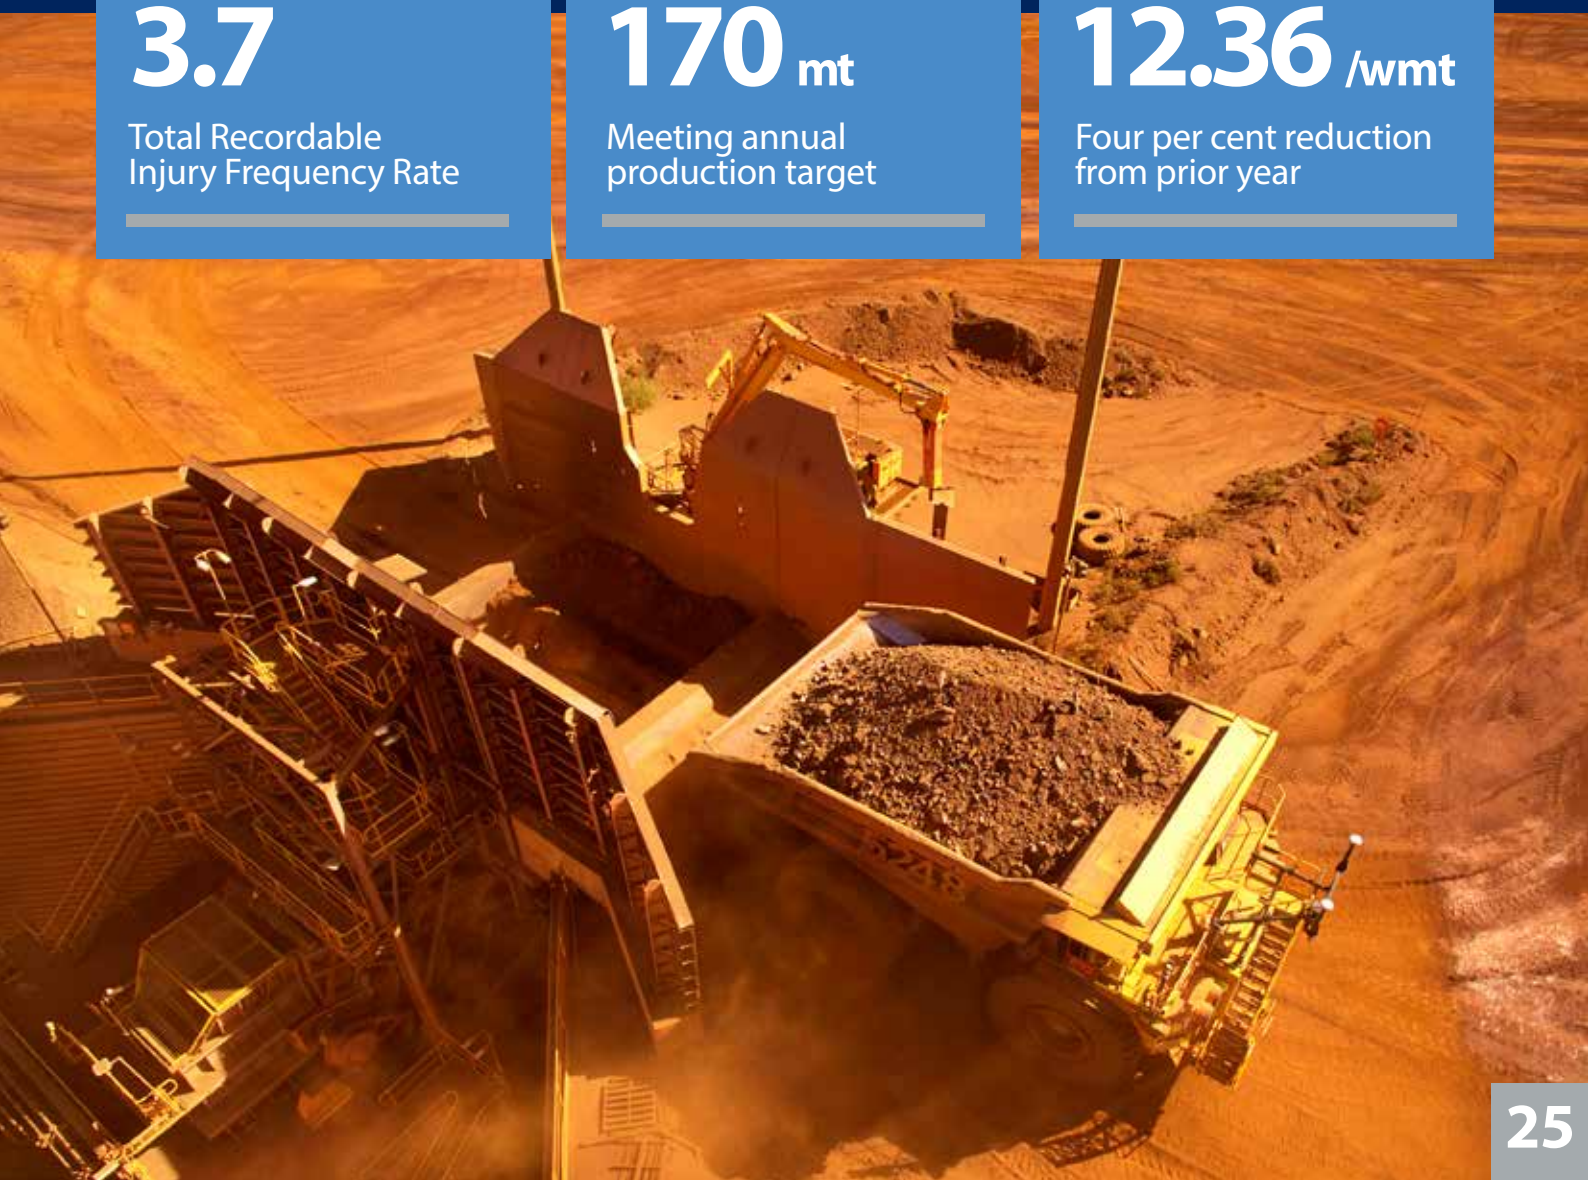 3.7
Total Recordable
Injury Frequency Rate
170 mt
Meeting annual
production target
12.36 /wmt
Four per cent reduction
from prior year
5248
25